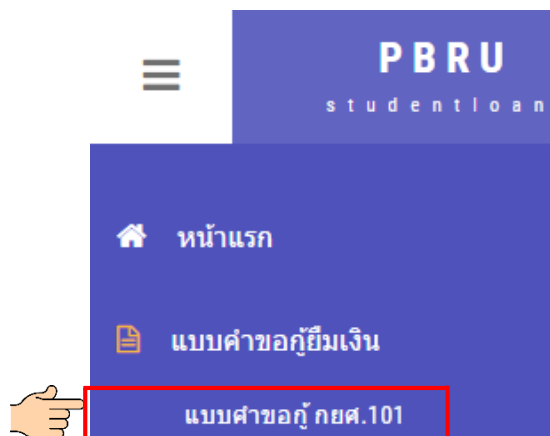 PBRU
studentloan
หน้าแรก
แบบคำขอกู้ยืมเงิน
แบบคำขอกู้ กยศ.101